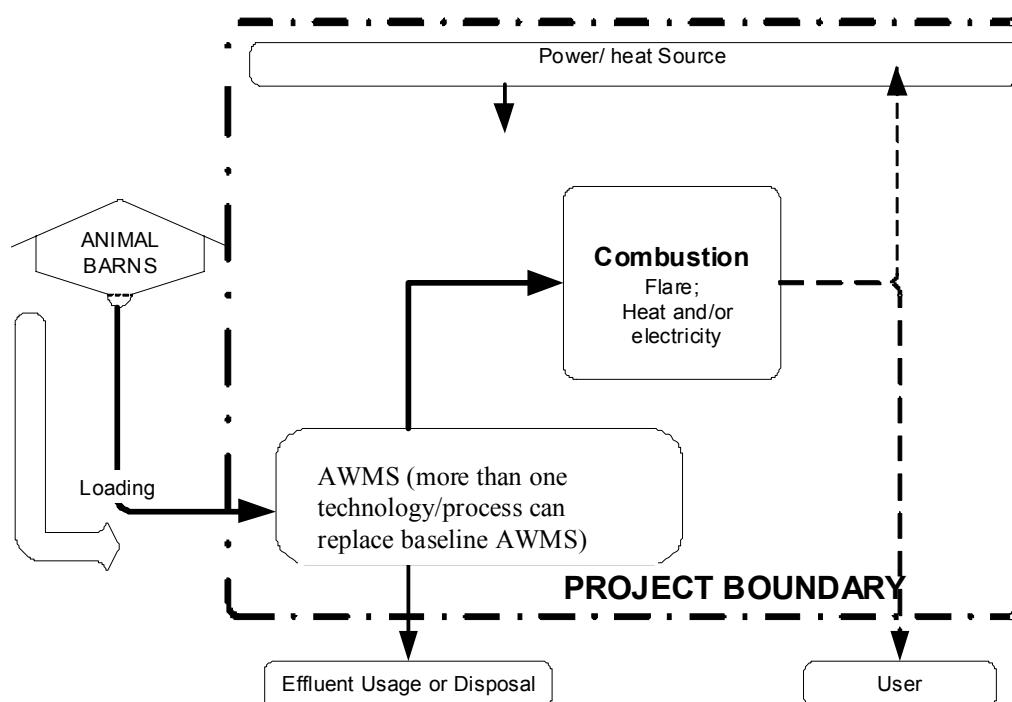 Power/ heat Source
ANIMAL
BARNS
Combustion
Flare;
Heat and/or
electricity
Loading
AWMS (more than one
technology/process can
replace baseline AWMS)
PROJECT BOUNDARY
Effluent Usage or Disposal
User